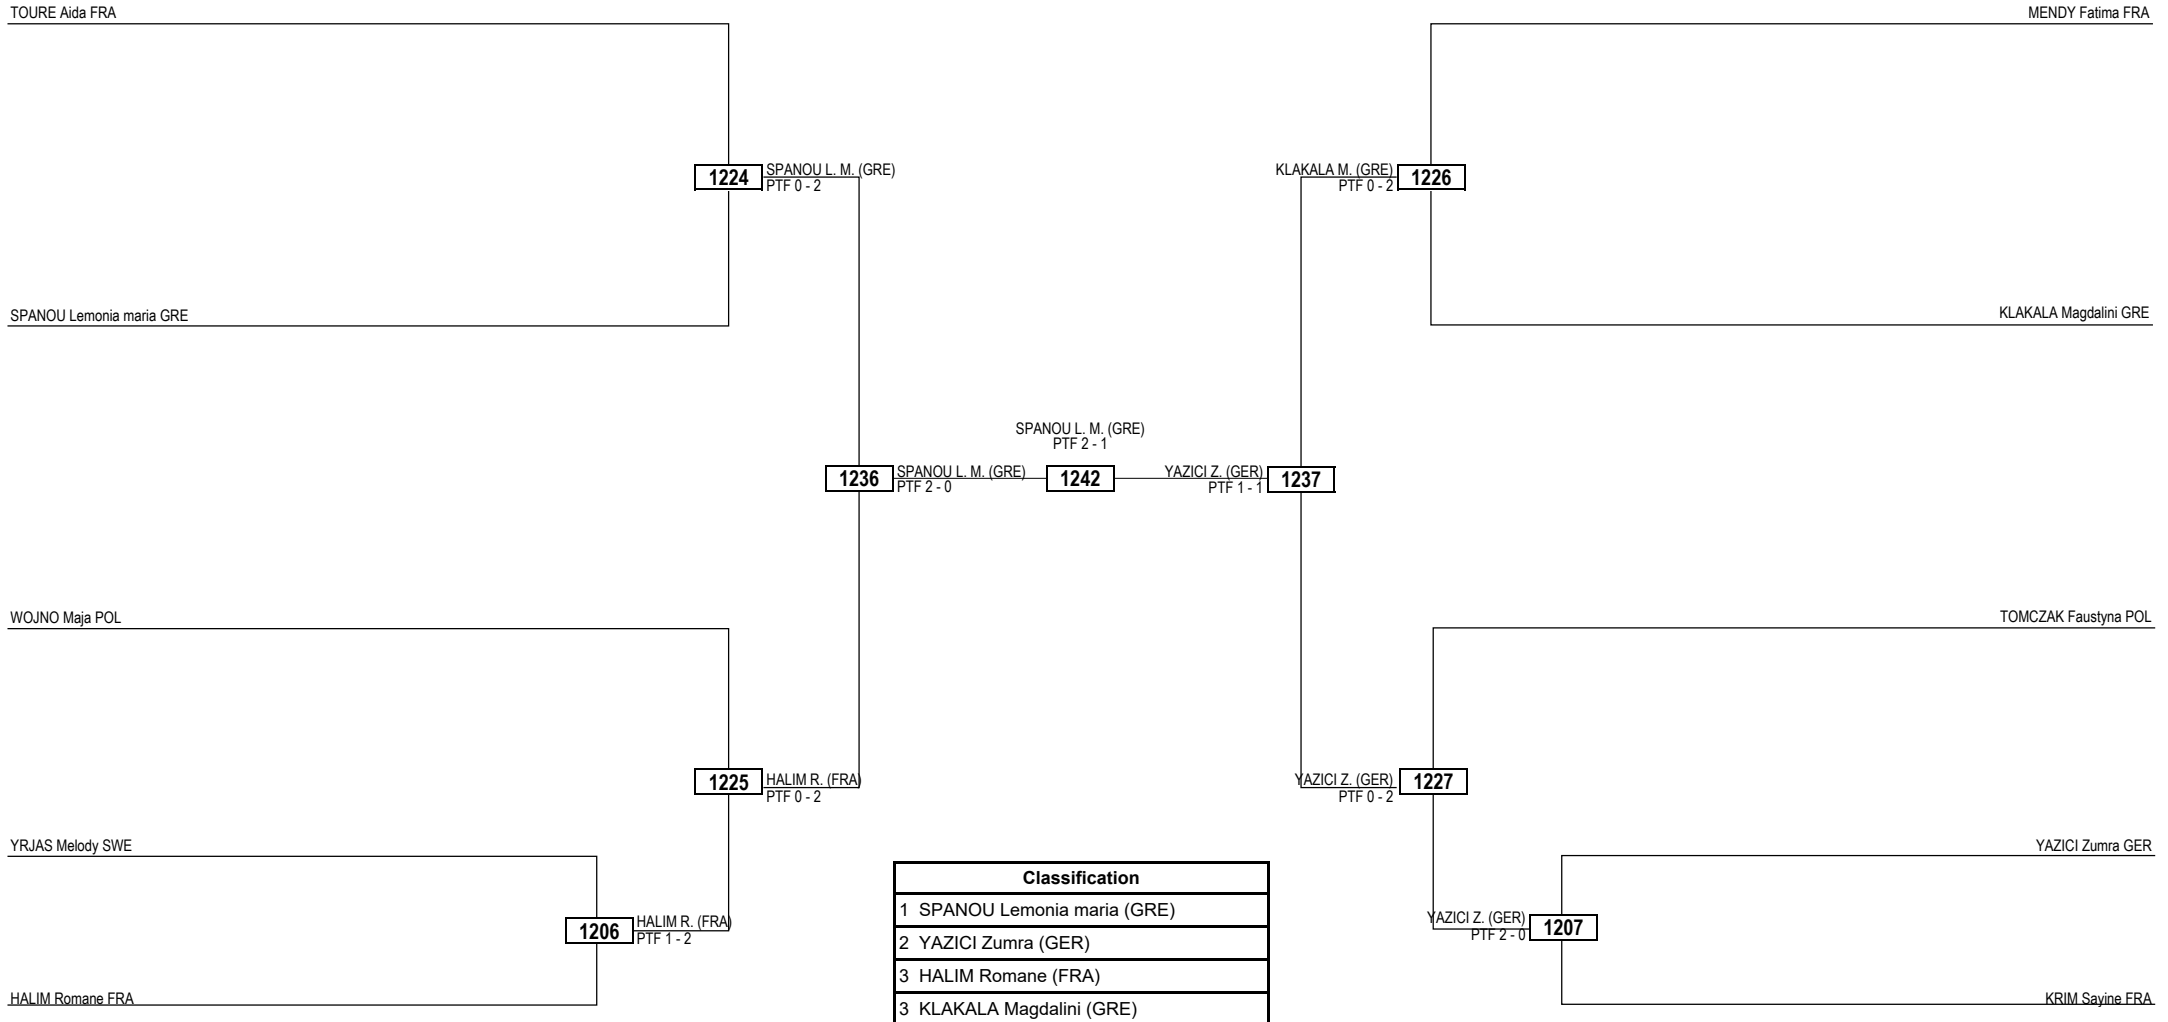 TOURE Aida FRA
MENDY Fatima FRA
1224
SPANOU L. M. (GRE)
PTF 0 - 2
KLAKALA M. (GRE)
PTF 0 - 2
1226
SPANOU Lemonia maria GRE
KLAKALA Magdalini GRE
SPANOU L. M. (GRE)
PTF 2 - 1
1236
SPANOU L. M. (GRE)
PTF 2 - 0
1242
YAZICI Z. (GER)
PTF 1 - 1
1237
WOJNO Maja POL
TOMCZAK Faustyna POL
1225
HALIM R. (FRA)
PTF 0 - 2
YAZICI Z. (GER)
PTF 0 - 2
1227
YRJAS Melody SWE
YAZICI Zumra GER
1206
HALIM R. (FRA)
PTF 1 - 2
YAZICI Z. (GER)
PTF 2 - 0
1207
HALIM Romane FRA
KRIM Sayine FRA
Classification
1 SPANOU Lemonia maria (GRE)
2 YAZICI Zumra (GER)
3 HALIM Romane (FRA)
3 KLAKALA Magdalini (GRE)